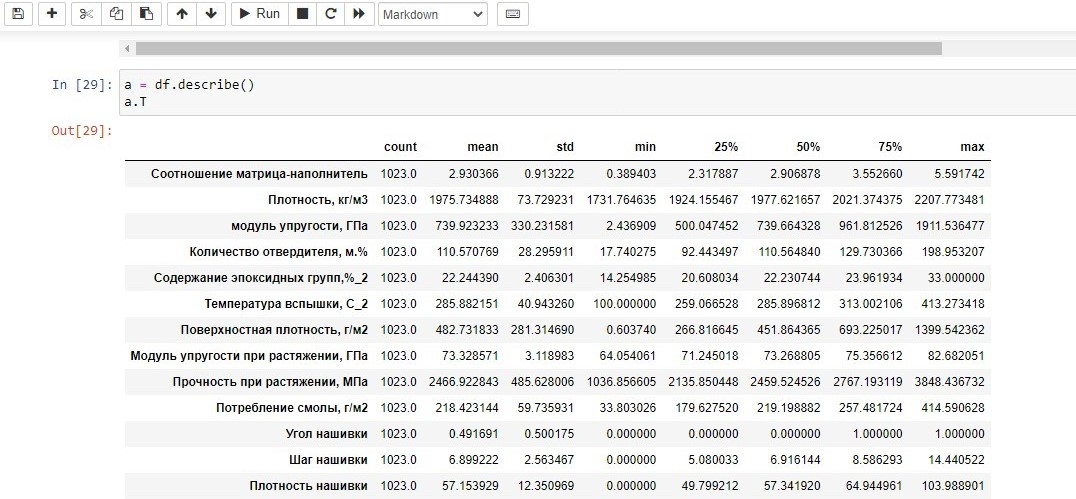 Run Markdown
In [29]: a = df.describe()
a.T
Out[29]:
count mean std min 25% 50% 75% max
Соотношение матрица-наполнитель 1023.0 2.930366 0.913222 0.389403 2.317887 2.906878 3.552660 5.591742
Плотность, кг/м3 1023.0 1975.734888 73.729231 1731.764635 1924.155467 1977.621657 2021.374375 2207.773481
модуль упругости, ГПа 1023.0 739.923233 330.231581 2.436909 500.047452 739.664328 961.812526 1911.536477
Количество отвердителя, м.% 1023.0 110.570769 28.295911 17.740275 92.443497 110.564840 129.730366 198.953207
Содержание эпоксидных групп,%_2 1023.0 22.244390 2.406301 14.254985 20.608034 22.230744 23.961934 33.000000
Температура вспышки, С_2 1023.0 285.882151 40.943260 100.000000 259.066528 285.896812 313.002106 413.273418
Поверхностная плотность, г/м2 1023.0 482.731833 281.314690 0.603740 266.816645 451.864365 693.225017 1399.542362
Модуль упругости при растяжении, ГПа 1023.0 73.328571 3.118983 64.054061 71.245018 73.268805 75.356612 82.682051
Прочность при растяжении, МПа 1023.0 2466.922843 485.628006 1036.856605 2135.850448 2459.524526 2767.193119 3848.436732
Потребление смолы, г/м2 1023.0 218.423144 59.735931 33.803026 179.627520 219.198882 257.481724 414.590628
Угол нашивки 1023.0 0.491691 0.500175 0.000000 0.000000 0.000000 1.000000 1.000000
Шаг нашивки 1023.0 6.899222 2.563467 0.000000 5.080033 6.916144 8.586293 14.440522
Плотность нашивки 1023.0 57.153929 12.350969 0.000000 49.799212 57.341920 64.944961 103.988901